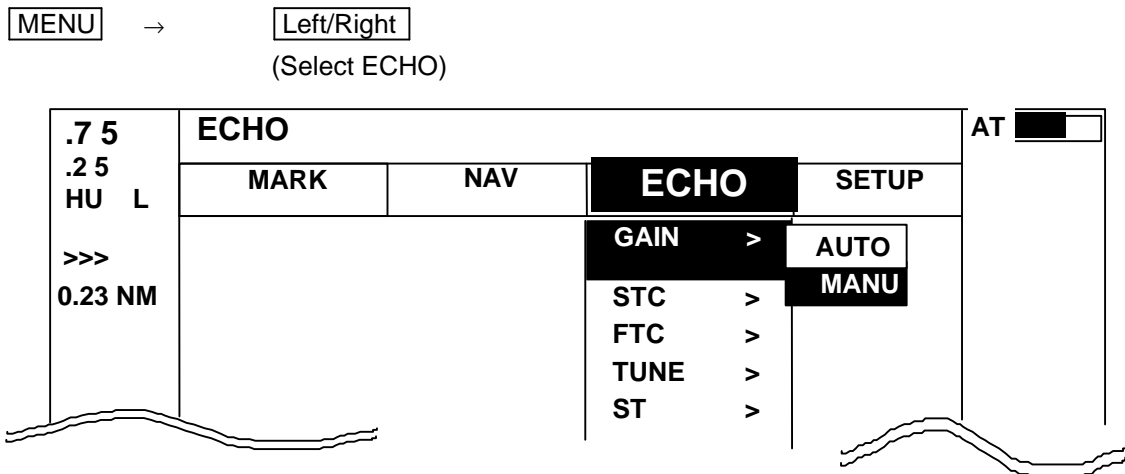 MENU → Left/Right
(Select ECHO)
.7 5 ECHO AT
.2 5
HU L
MARK NAV ECHO SETUP
>>>
0.23 NM
GAIN > AUTO
MANU
STC >
FTC >
TUNE >
ST >